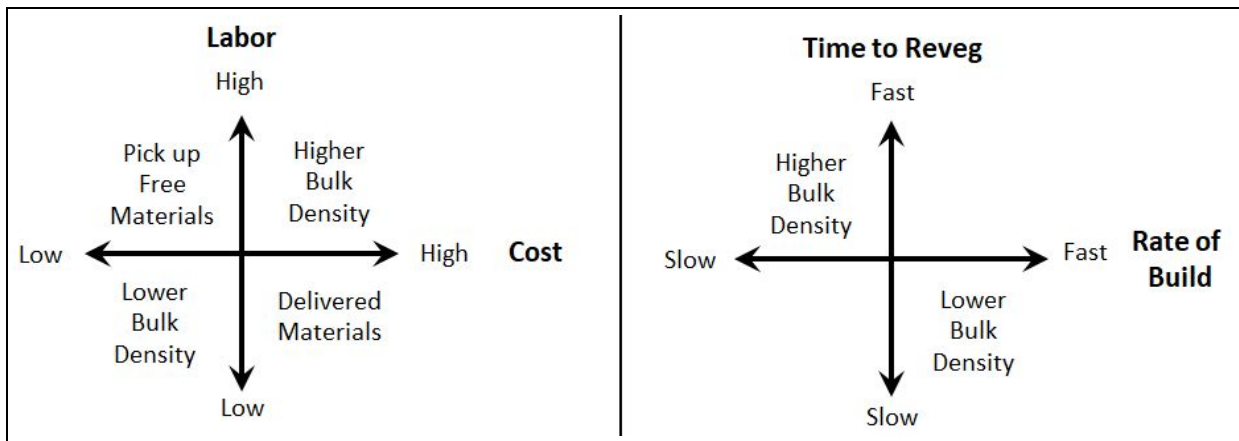 Labor
High
Pick up
Free
Materials
Higher
Bulk
Density
Low
High
Cost
Lower
Bulk
Density
Delivered
Materials
Low
Time to Reveg
Fast
Higher
Bulk
Density
Slow
Fast
Rate of
Build
Lower
Bulk
Density
Slow